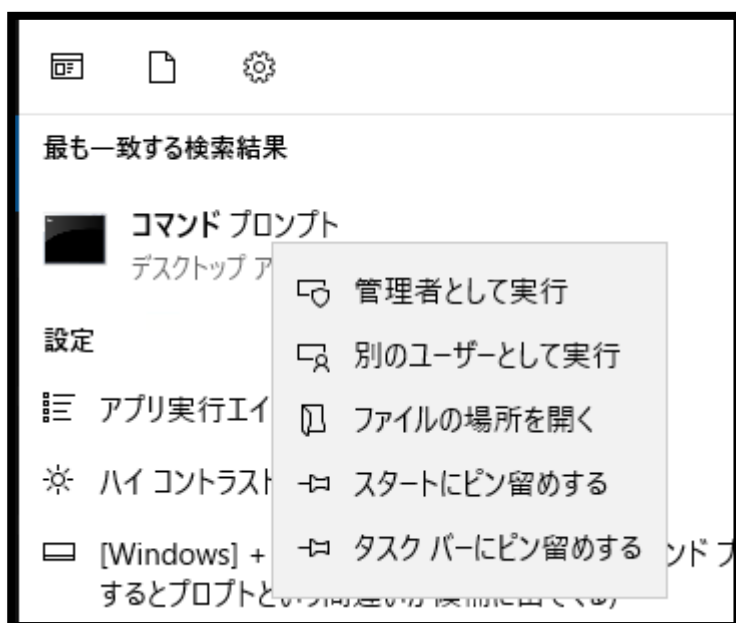 最も一致する検索結果
コマンド プロンプト
デスクトップ ア
管理者として実行
別のユーザーとして実行
ファイルの場所を開く
スタートにピン留めする
タスク バーにピン留めする
設定
アプリ実行エイ
ハイ コントラスト
[Windows] + ンド プ
するとプロプトと